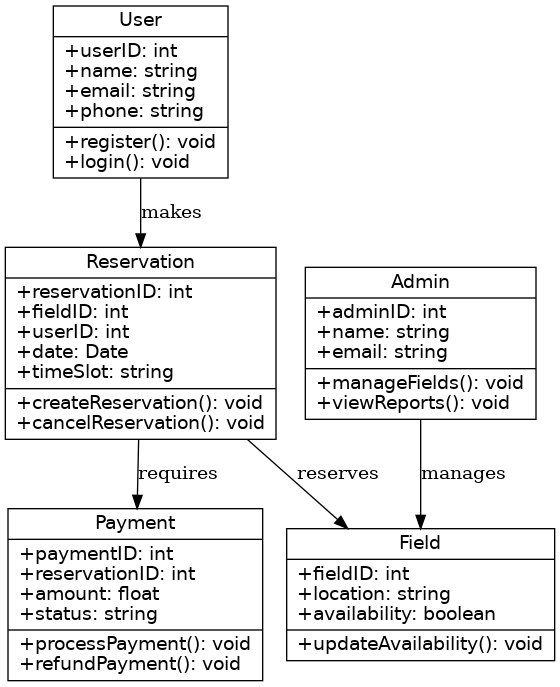 User
+userID: int
+name: string
+email: string
+phone: string
+register(): void
+login(): void
makes
Reservation
+reservationID: int
+fieldID: int
+userID: int
+date: Date
+timeSlot: string
+createReservation(): void
+cancelReservation(): void
Admin
+adminID: int
+name: string
+email: string
+manageFields(): void
+viewReports(): void
requires
reserves
manages
Payment
+paymentID: int
+reservationID: int
+amount: float
+status: string
+processPayment(): void
+refundPayment(): void
Field
+fieldID: int
+location: string
+availability: boolean
+updateAvailability(): void